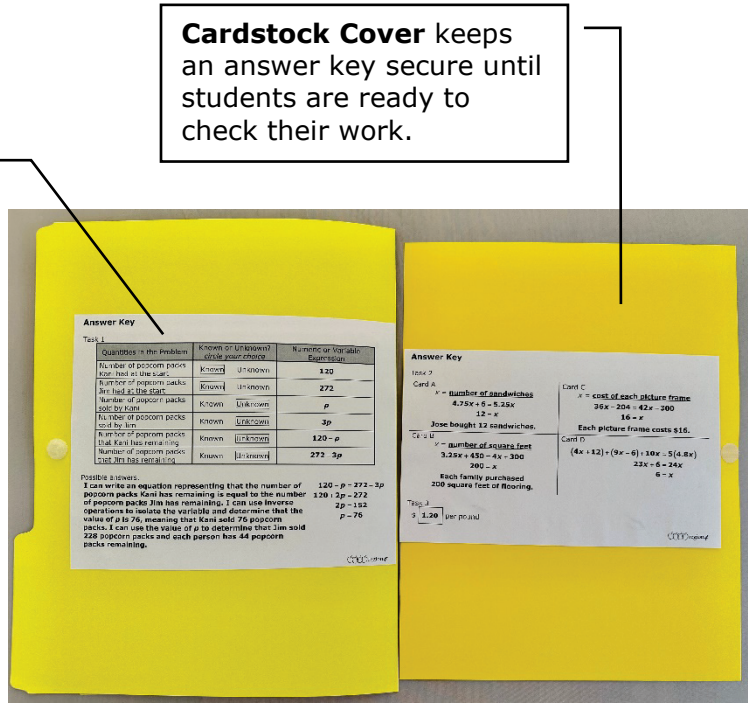 Cardstock Cover keeps
an answer key secure until
students are ready to
check their work.
Answer Key
Task 1
Quantities in the Problem
Known or Unknown?
circle your choice
Numeric or Variable
Expression
Number of popcorn packs
Kani had at the start
Known Unknown
120
Number of popcorn packs
Jim had at the start
Known Unknown
272
Number of popcorn packs
sold by Kani
Known Unknown
p
Number of popcorn packs
sold by Jim
Known Unknown
3p
Number of popcorn packs
that Kani has remaining
Known Unknown
120 – p
Number of popcorn packs
that Jim has remaining
Known Unknown
272 3p
Possible answers.
I can write an equation representing that the number of
popcorn packs Kani has remaining is equal to the number
of popcorn packs Jim has remaining. I can use inverse
operations to isolate the variable and determine that the
value of p is 76, meaning that Kani sold 76 popcorn
packs. I can use the value of p to determine that Jim sold
228 popcorn packs and each person has 44 popcorn
packs remaining.
120 – p = 272 – 3p
120 + 2p = 272
2p = 152
p = 76
Answer Key
Task 2
Card A
x = number of sandwiches
4.75x + 6 = 5.25x
12 = x
Jose bought 12 sandwiches.
Card B
x = number of square feet
3.25x + 450 = 4x + 300
200 = x
Each family purchased
200 square feet of flooring.
Card C
x = cost of each picture frame
36x – 204 = 42x – 300
16 = x
Each picture frame costs $16.
Card D
(4x + 12) + (9x – 6) + 10x = 5(4.8x)
23x + 6 = 24x
6 = x
Task 3
$ 1.20 per pound